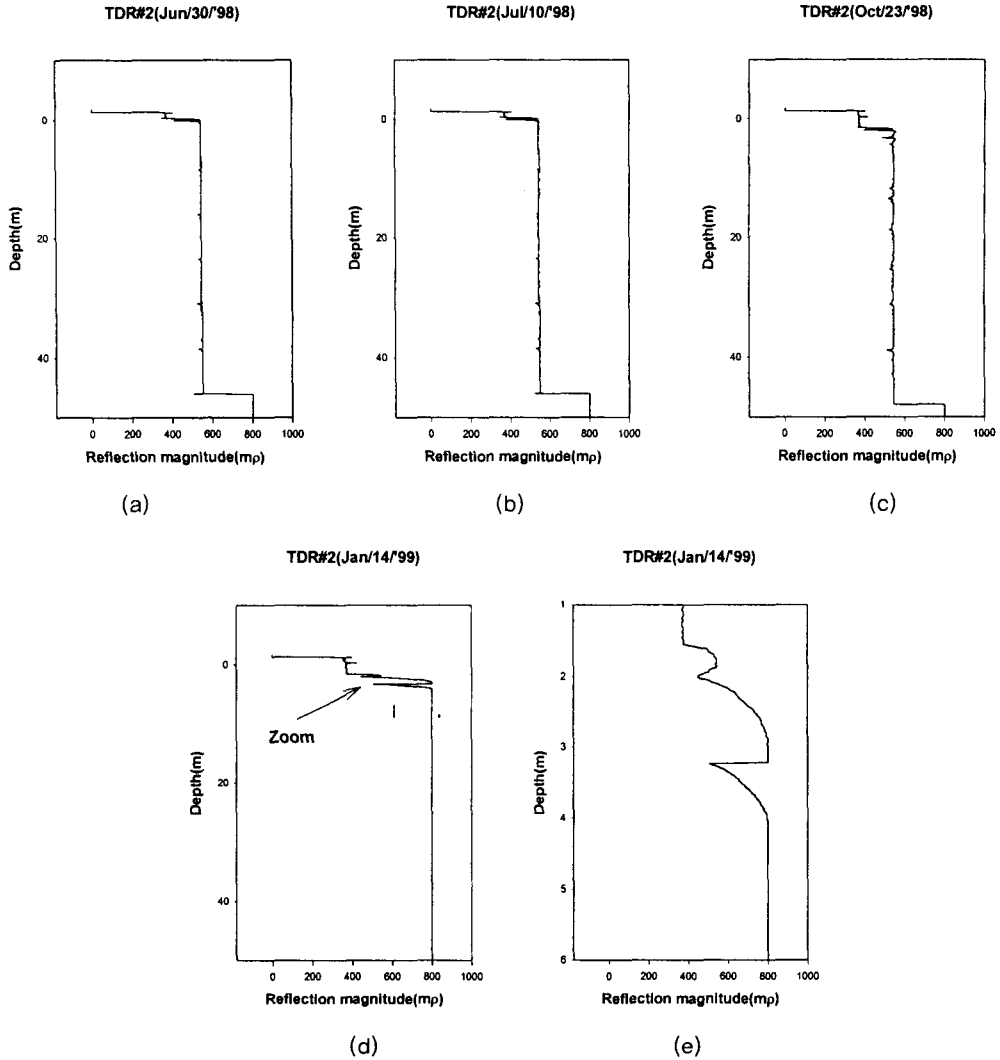 TDR#2(Jun/30/'98)
TDR#2(Jul/10/'98)
TDR#2(Oct/23/'98)
0
20
40
Depth(m)
0 200 400 600 800 1000
Reflection magnitude(mρ)
(a)
0
20
40
Depth(m)
0 200 400 600 800 1000
Reflection magnitude(mρ)
(b)
0
20
40
Depth(m)
0 200 400 600 800 1000
Reflection magnitude(mρ)
(c)
TDR#2(Jan/14/'99)
TDR#2(Jan/14/'99)
0
20
40
Depth(m)
Zoom
0 200 400 600 800 1000
Reflection magnitude(mρ)
(d)
1
2
3
4
5
6
Depth(m)
0 200 400 600 800 1000
Reflection magnitude(mρ)
(e)